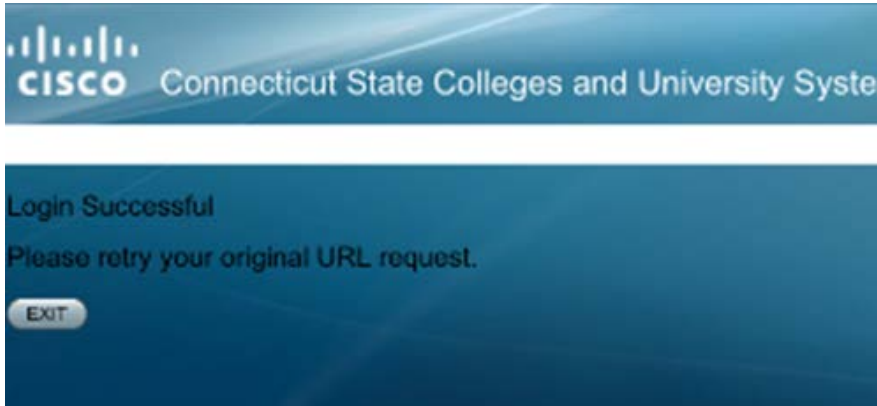 CISCO Connecticut State Colleges and University Syste
Login Successful
Please retry your original URL request.
EXIT